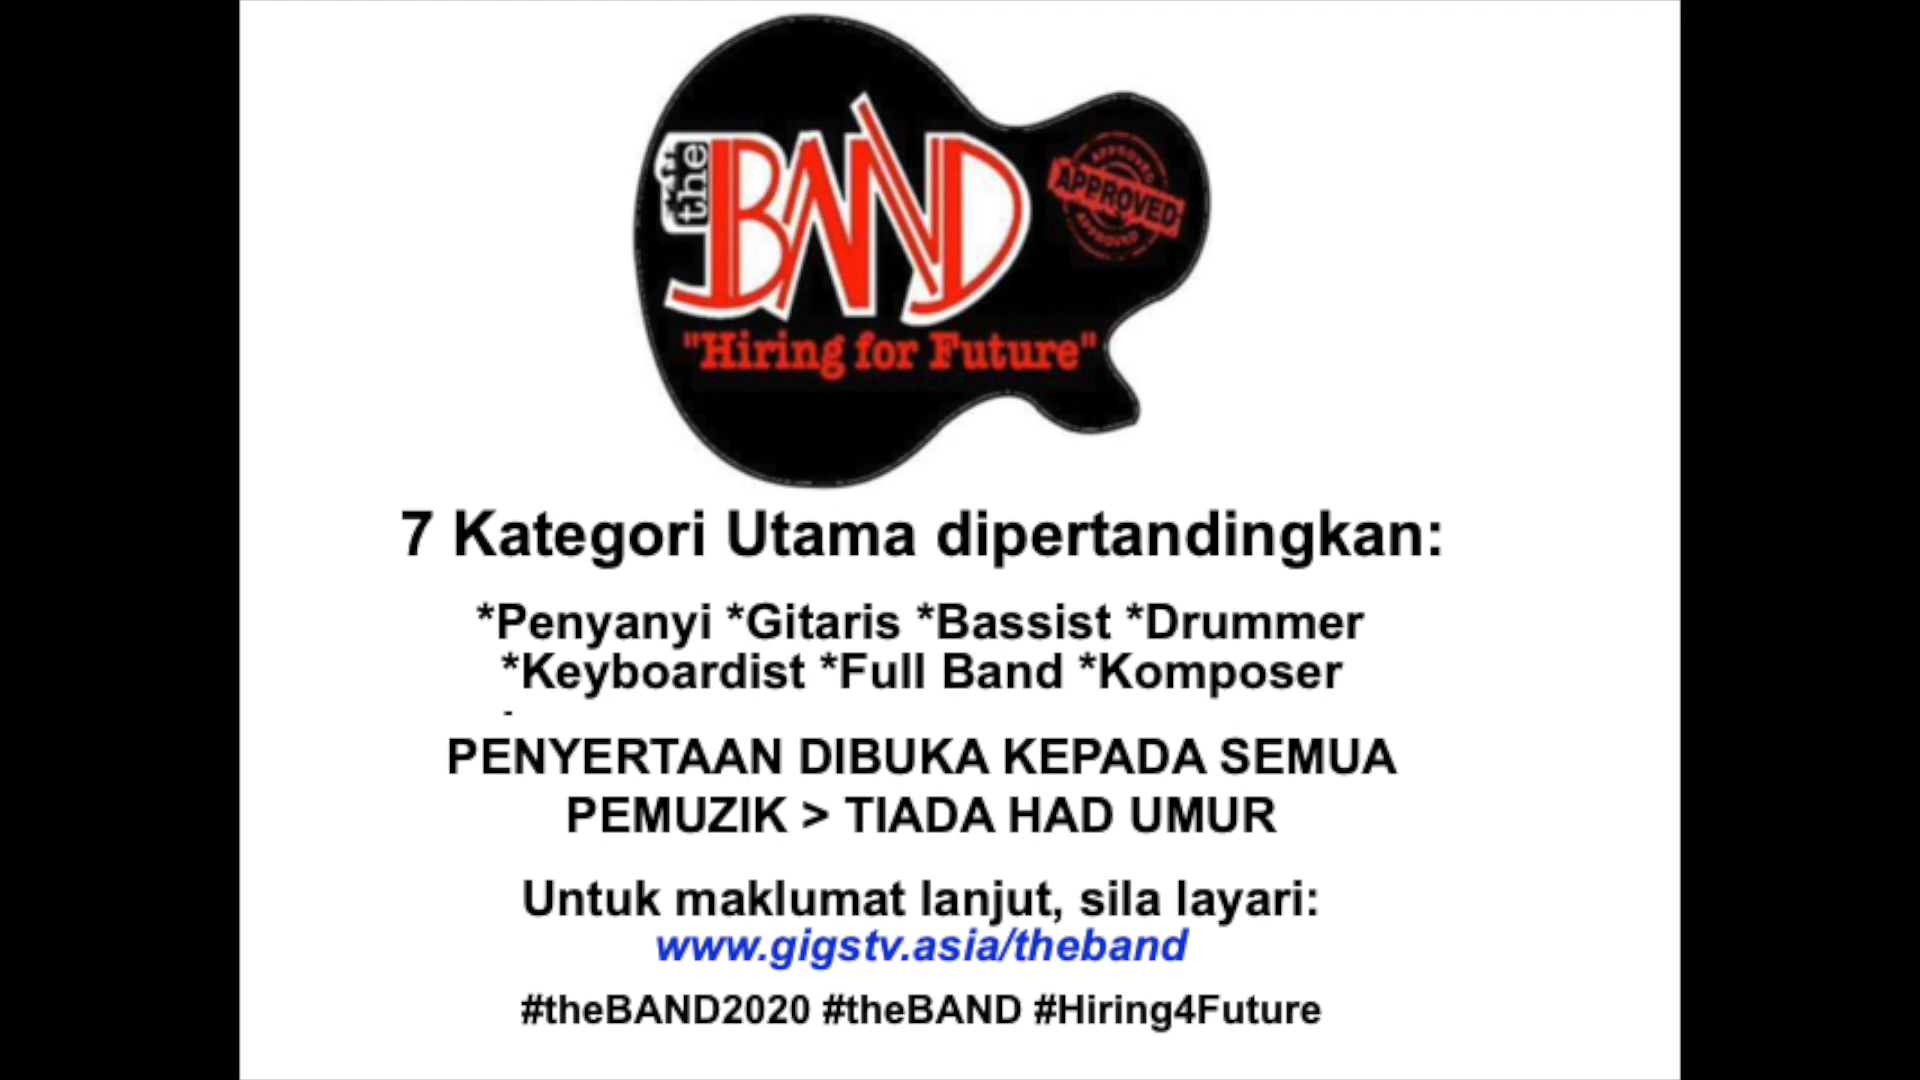 the BAND
APPROVED
APPROVED
APPROVED
"Hiring for Future"
7 Kategori Utama dipertandingkan:
*Penyanyi *Gitaris *Bassist *Drummer
*Keyboardist *Full Band *Komposer
-
PENYERTAAN DIBUKA KEPADA SEMUA
PEMUZIK > TIADA HAD UMUR
Untuk maklumat lanjut, sila layari:
www.gigstv.asia/theband
#theBAND2020 #theBAND #Hiring4Future